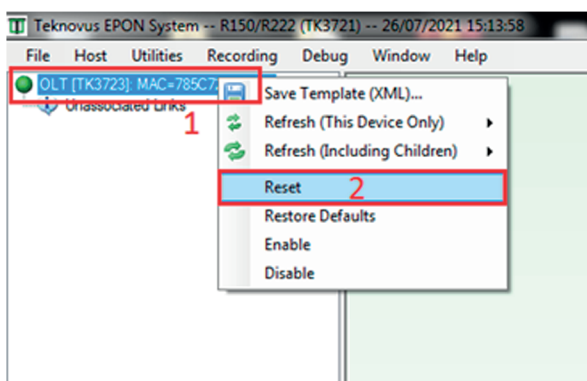 Teknovus EPON System -- R150/R222 (TK3721) -- 26/07/2021 15:13:58
File Host Utilities Recording Debug Window Help
OLT [TK3723]: MAC=785C72
Unassociated Links
1
Save Template (XML)...
Refresh (This Device Only)
Refresh (Including Children)
Reset 2
Restore Defaults
Enable
Disable